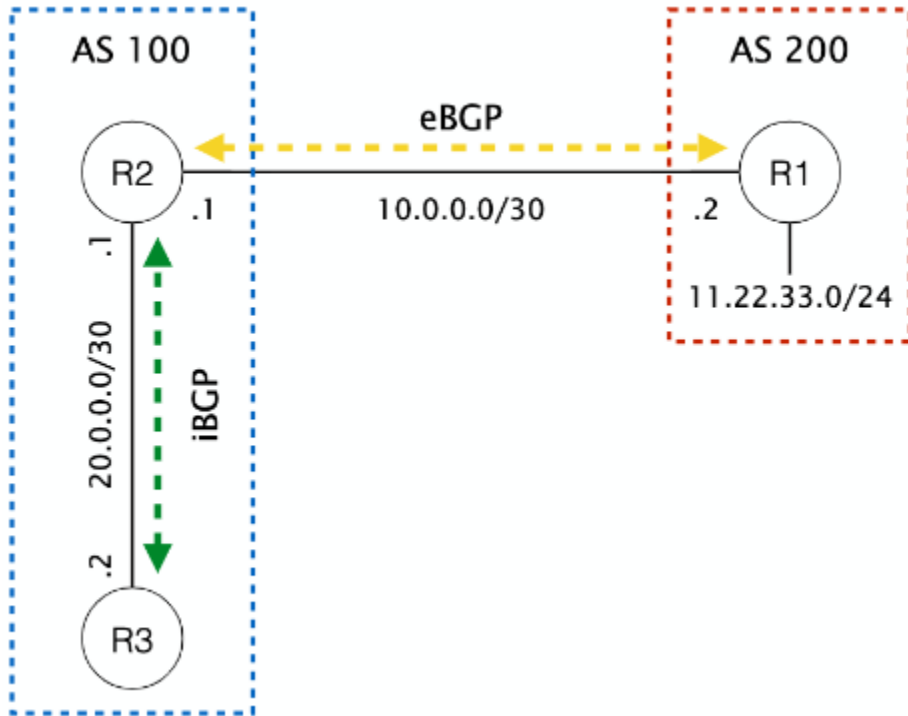 AS 100
AS 200
eBGP
R2
R1
.1
10.0.0.0/30
.2
.1
11.22.33.0/24
20.0.0.0/30
iBGP
.2
R3